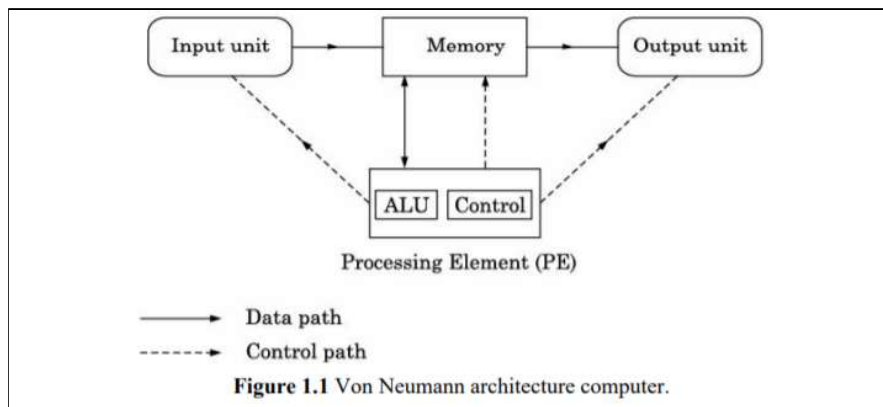 Input unit
Memory
Output unit
ALU
Control
Processing Element (PE)
Data path
Control path
Figure 1.1 Von Neumann architecture computer.